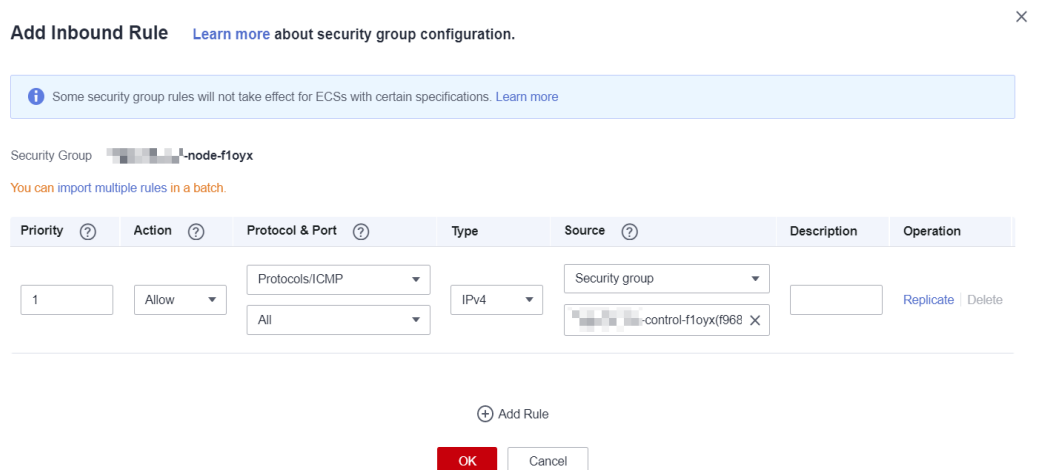 Add Inbound Rule Learn more about security group configuration.
Some security group rules will not take effect for ECSs with certain specifications. Learn more
Security Group -node-f1oyx
You can import multiple rules in a batch.
Priority Action Protocol & Port Type Source Description Operation
Protocols/ICMP Security group
1 Allow IPv4 Replicate Delete
All -control-f1oyx(f968
Add Rule
OK Cancel